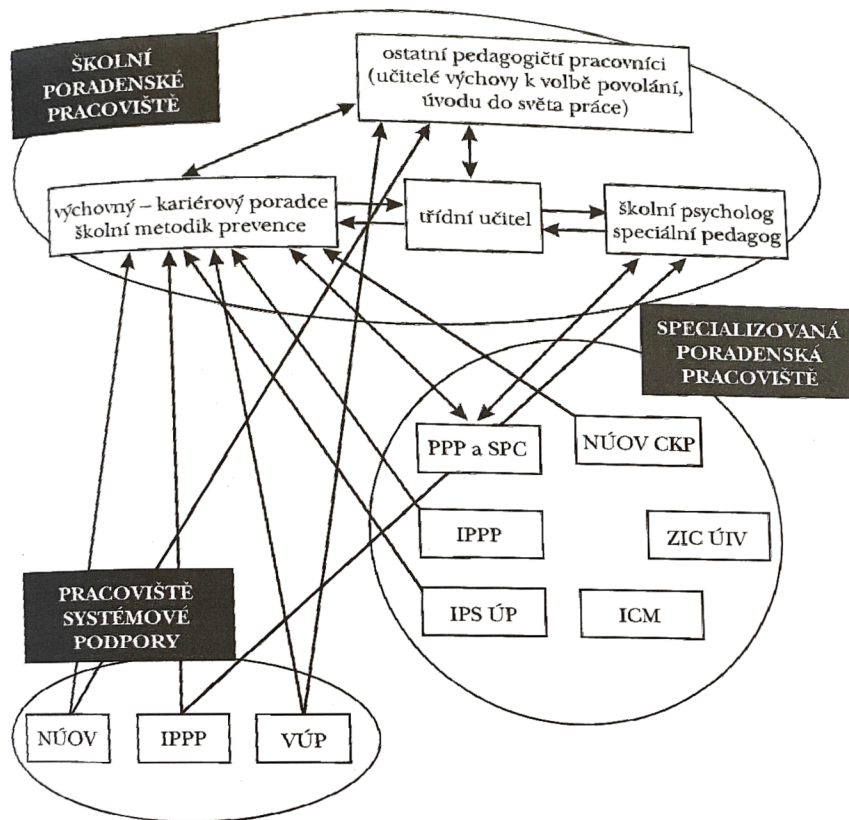 ŠKOLNÍ
PORADENSKÉ
PRACOVIŠTĚ
ostatní pedagogičtí pracovníci
(učitelé výchovy k volbě povolání,
úvodu do světa práce)
výchovný – kariérový poradce
školní metodik prevence
třídní učitel
školní psycholog
speciální pedagog
SPECIALIZOVANÁ
PORADENSKÁ
PRACOVIŠTĚ
PPP a SPC
NÚOV CKP
IPPP
ZIC ÚIV
IPS ÚP
ICM
PRACOVIŠTĚ
SYSTÉMOVÉ
PODPORY
NÚOV
IPPP
VÚP